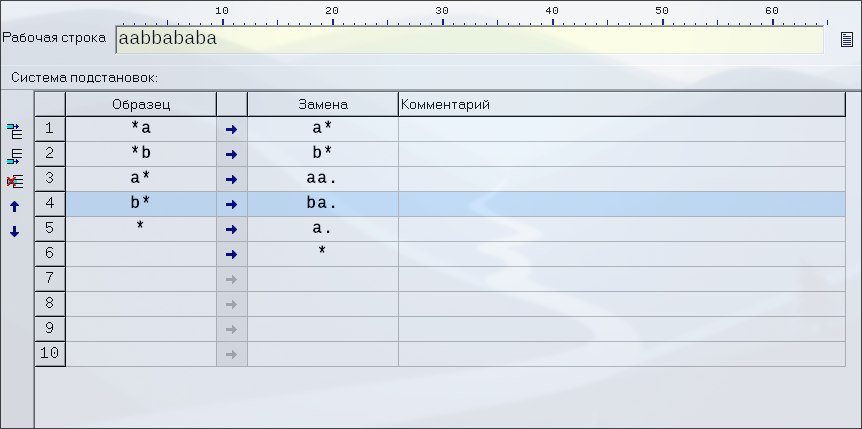 10 20 30 40 50 60
Рабочая строка aabbababa
Система подстановок:
Образец Замена Комментарий
1 *a → a*
2 *b → b*
3 a* → aa.
4 b* → ba.
5 * → a.
6 → *
7 →
8 →
9 →
10 →